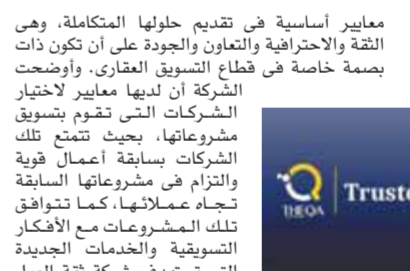 معايير أساسية فى تقديم حلولها المتكاملة، وهى
الثقة والاحترافية والتعاون والجودة على أن تكون ذات
بصمة خاصة فى قطاع التسويق العقارى. وأوضحت
الشركة أن لديها معايير لاختيار
الشركات التى تقوم بتسويق
مشروعاتها، بحيث تتمتع تلك
الشركات بسابقة أعمال قوية
والتزام فى مشروعاتها السابقة
تجاه عملائها، كما تتوافق
تلك المشروعات مع الأفكار
التسويقية والخدمات الجديدة
THEQA
Truste